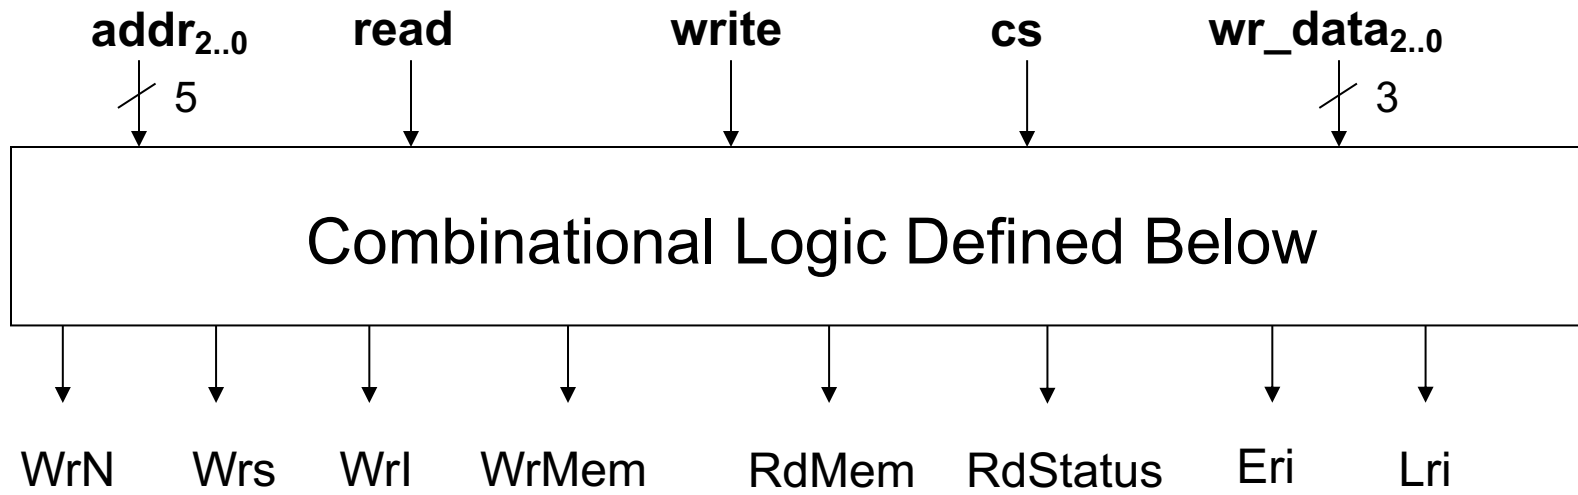 addr2..0 read write cs wr_data2..0
5 3
Combinational Logic Defined Below
WrN Wrs WrI WrMem RdMem RdStatus Eri Lri